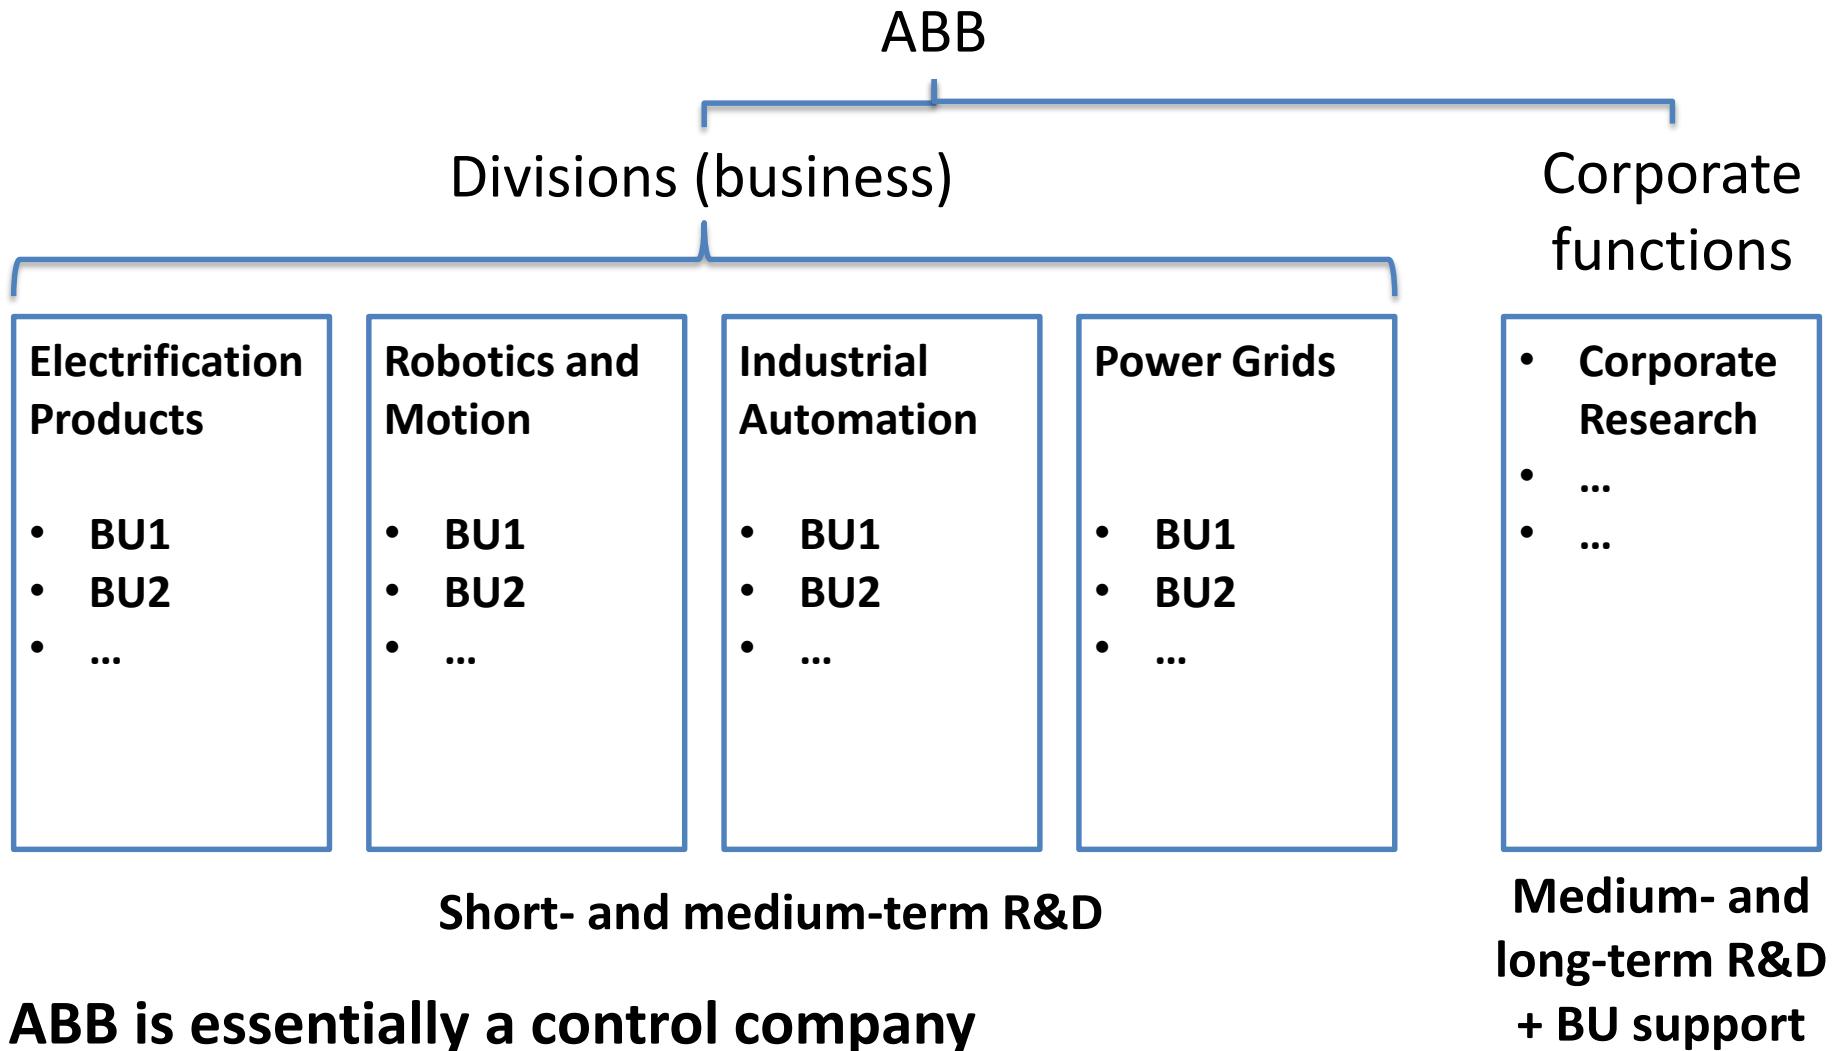 ABB
Divisions (business)
Corporate
functions
Electrification
Products
• BU1
• BU2
• ...
Robotics and
Motion
• BU1
• BU2
• ...
Industrial
Automation
• BU1
• BU2
• ...
Power Grids
• BU1
• BU2
• ...
• Corporate
Research
• ...
• ...
Short- and medium-term R&D
Medium- and
long-term R&D
+ BU support
ABB is essentially a control company